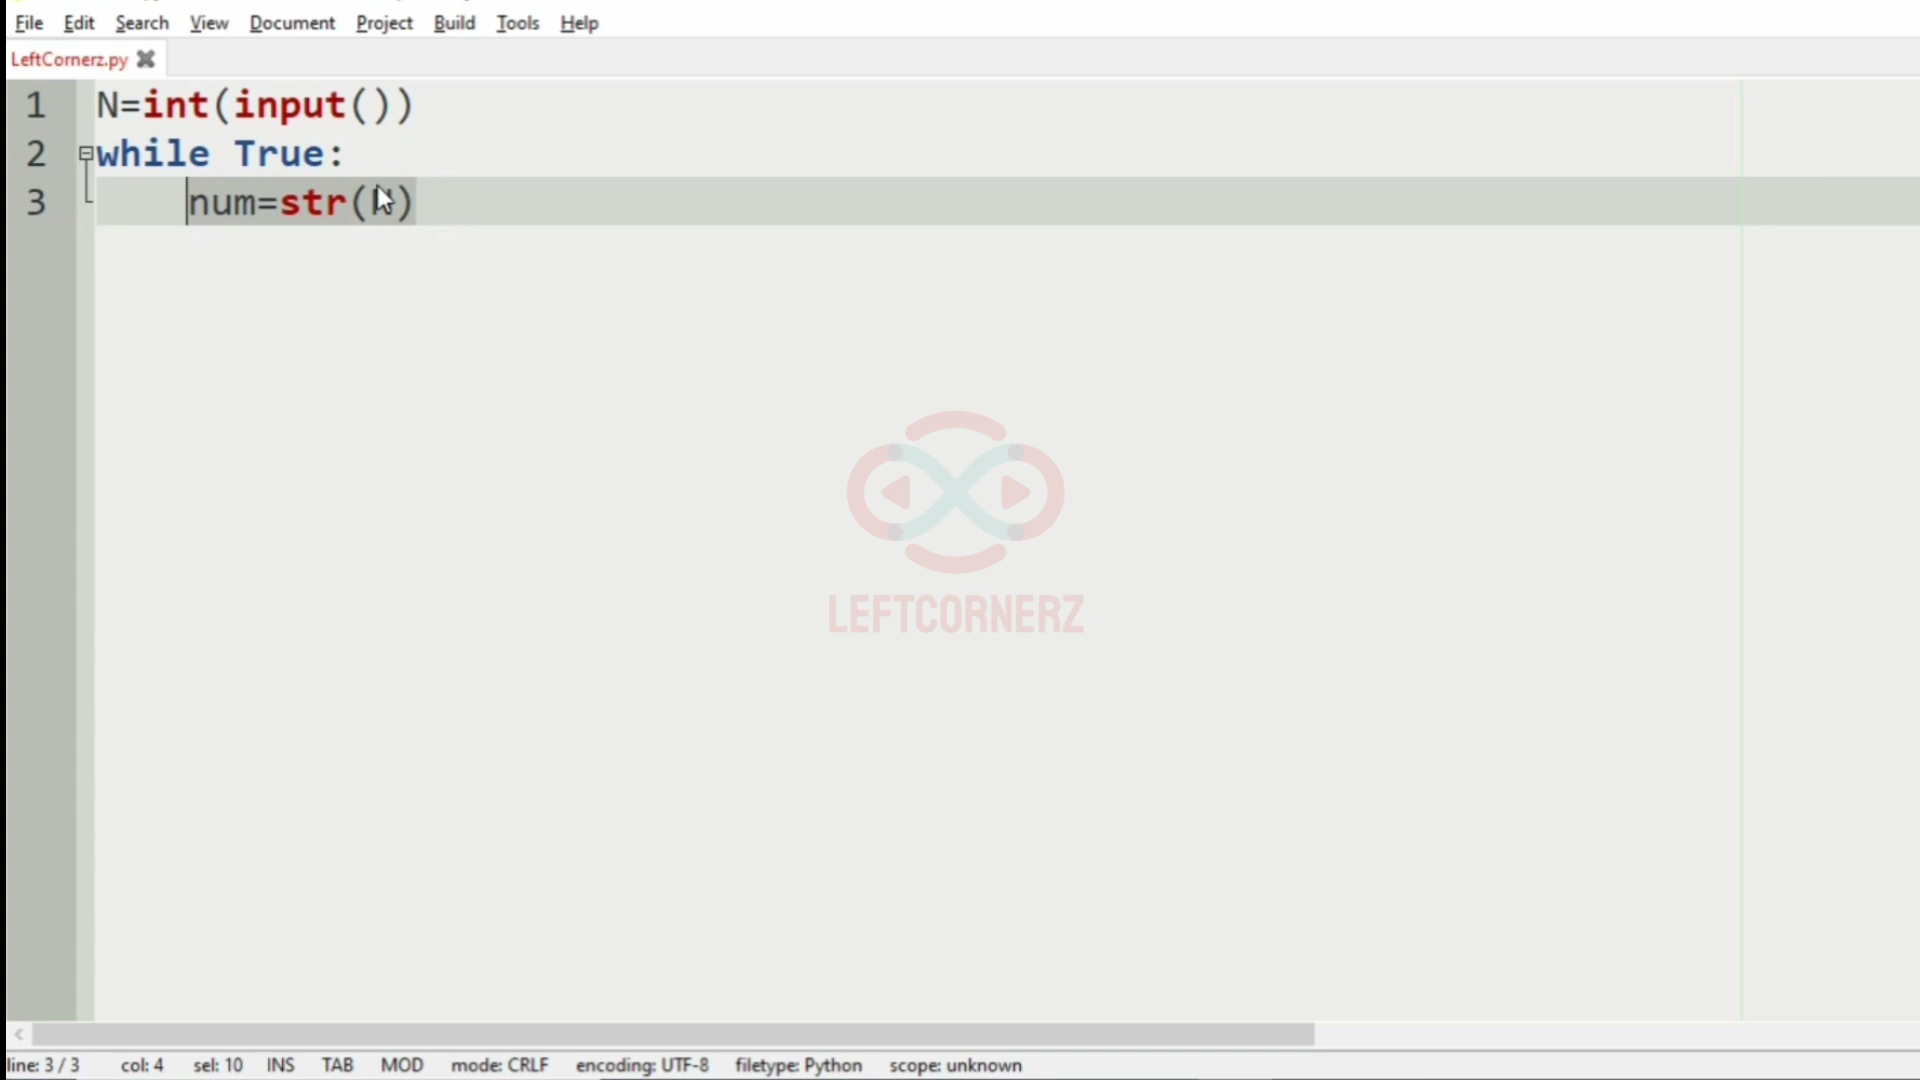 File Edit Search View Document Project Build Tools Help
LeftCornerz.py
1 N=int(input())
2 while True:
3 num=str(N)
LEFTCORNERZ
line: 3 / 3 col: 4 sel: 10 INS TAB MOD mode: CRLF encoding: UTF-8 filetype: Python scope: unknown